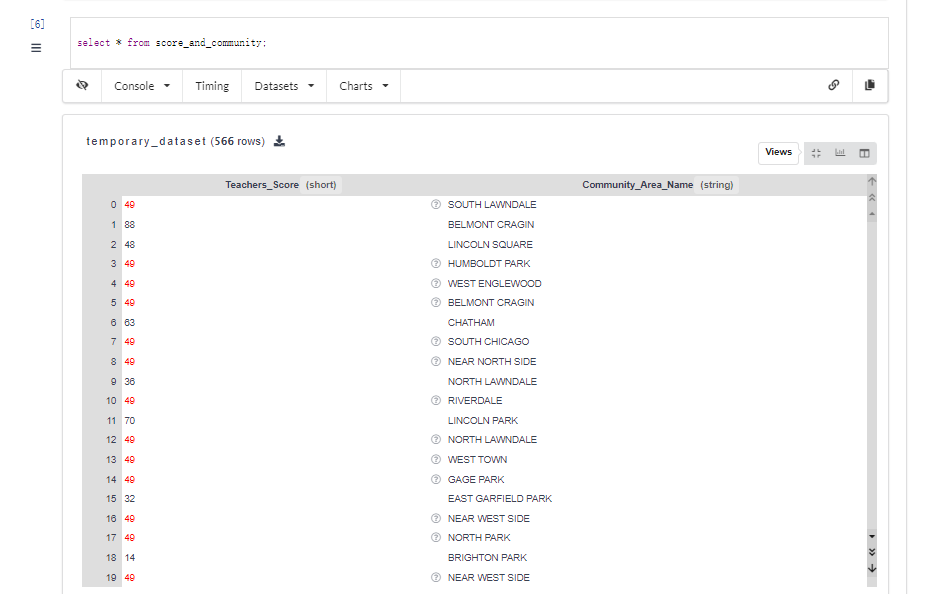 [6]
select * from score_and_community;
Console Timing Datasets Charts
temporary_dataset (566 rows)
Views
Teachers_Score (short) Community_Area_Name (string)
0 49 SOUTH LAWNDALE
1 88 BELMONT CRAGIN
2 48 LINCOLN SQUARE
3 49 HUMBOLDT PARK
4 49 WEST ENGLEWOOD
5 49 BELMONT CRAGIN
6 63 CHATHAM
7 49 SOUTH CHICAGO
8 49 NEAR NORTH SIDE
9 36 NORTH LAWNDALE
10 49 RIVERDALE
11 70 LINCOLN PARK
12 49 NORTH LAWNDALE
13 49 WEST TOWN
14 49 GAGE PARK
15 32 EAST GARFIELD PARK
16 49 NEAR WEST SIDE
17 49 NORTH PARK
18 14 BRIGHTON PARK
19 49 NEAR WEST SIDE